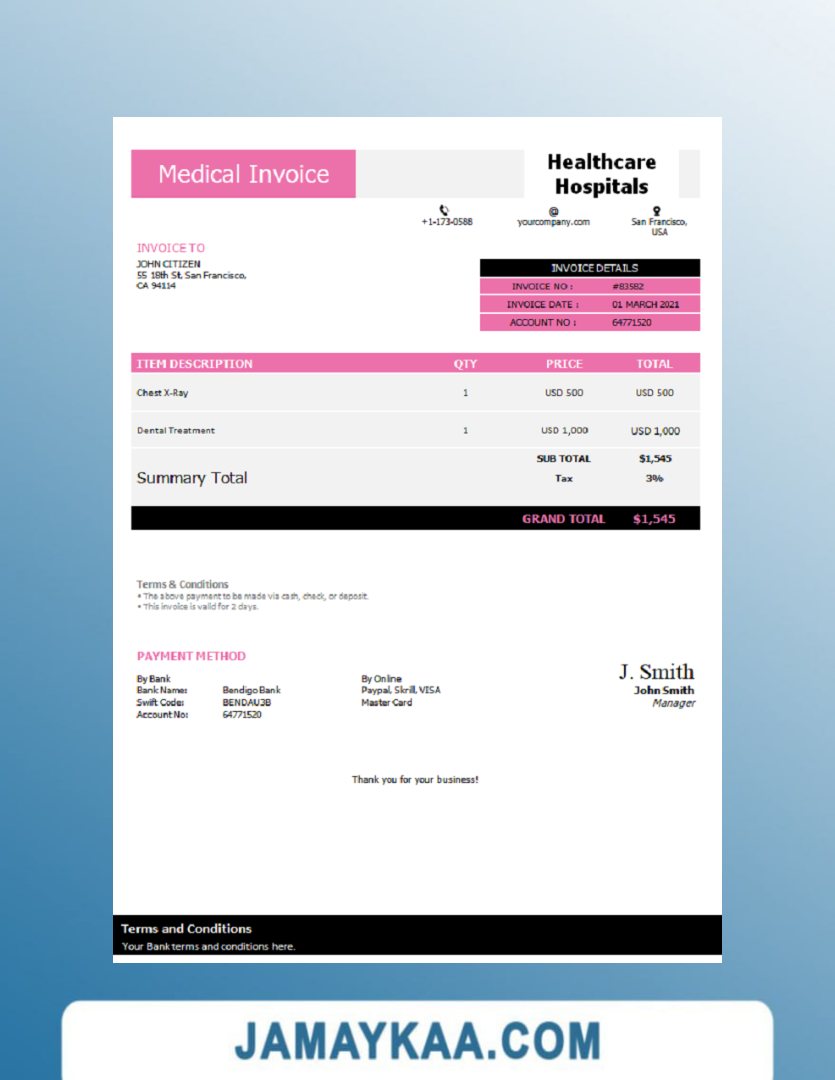 Medical Invoice
Healthcare
Hospitals
+1-173-0588
@
yourcompany.com
San Francisco,
USA
INVOICE TO
JOHN CITIZEN
55 18th St, San Francisco,
CA 94114
INVOICE DETAILS
INVOICE NO : #83582
INVOICE DATE : 01 MARCH 2021
ACCOUNT NO : 64771520
ITEM DESCRIPTION QTY PRICE TOTAL
Chest X-Ray 1 USD 500 USD 500
Dental Treatment 1 USD 1,000 USD 1,000
SUB TOTAL $1,545
Summary Total Tax 3%
GRAND TOTAL $1,545
Terms & Conditions
• The above payment to be made via cash, check, or deposit.
• This invoice is valid for 2 days.
PAYMENT METHOD
By Bank
Bank Name: Bendigo Bank
Swift Code: BENDAU3B
Account No: 64771520
By Online
Paypal, Skrill, VISA
Master Card
J. Smith
John Smith
Manager
Thank you for your business!
Terms and Conditions
Your Bank terms and conditions here.
JAMAYKAA.COM